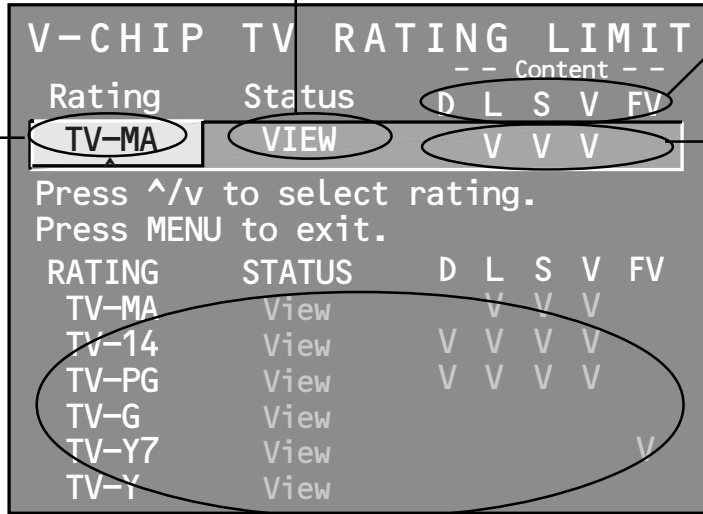 V-CHIP TV RATING LIMIT
- - Content - -
Rating Status D L S V FV
TV-MA VIEW V V V
^
Press ^/v to select rating.
Press MENU to exit.
RATING STATUS D L S V FV
TV-MA View V V V
TV-14 View V V V V
TV-PG View V V V V
TV-G View
TV-Y7 View V
TV-Y View